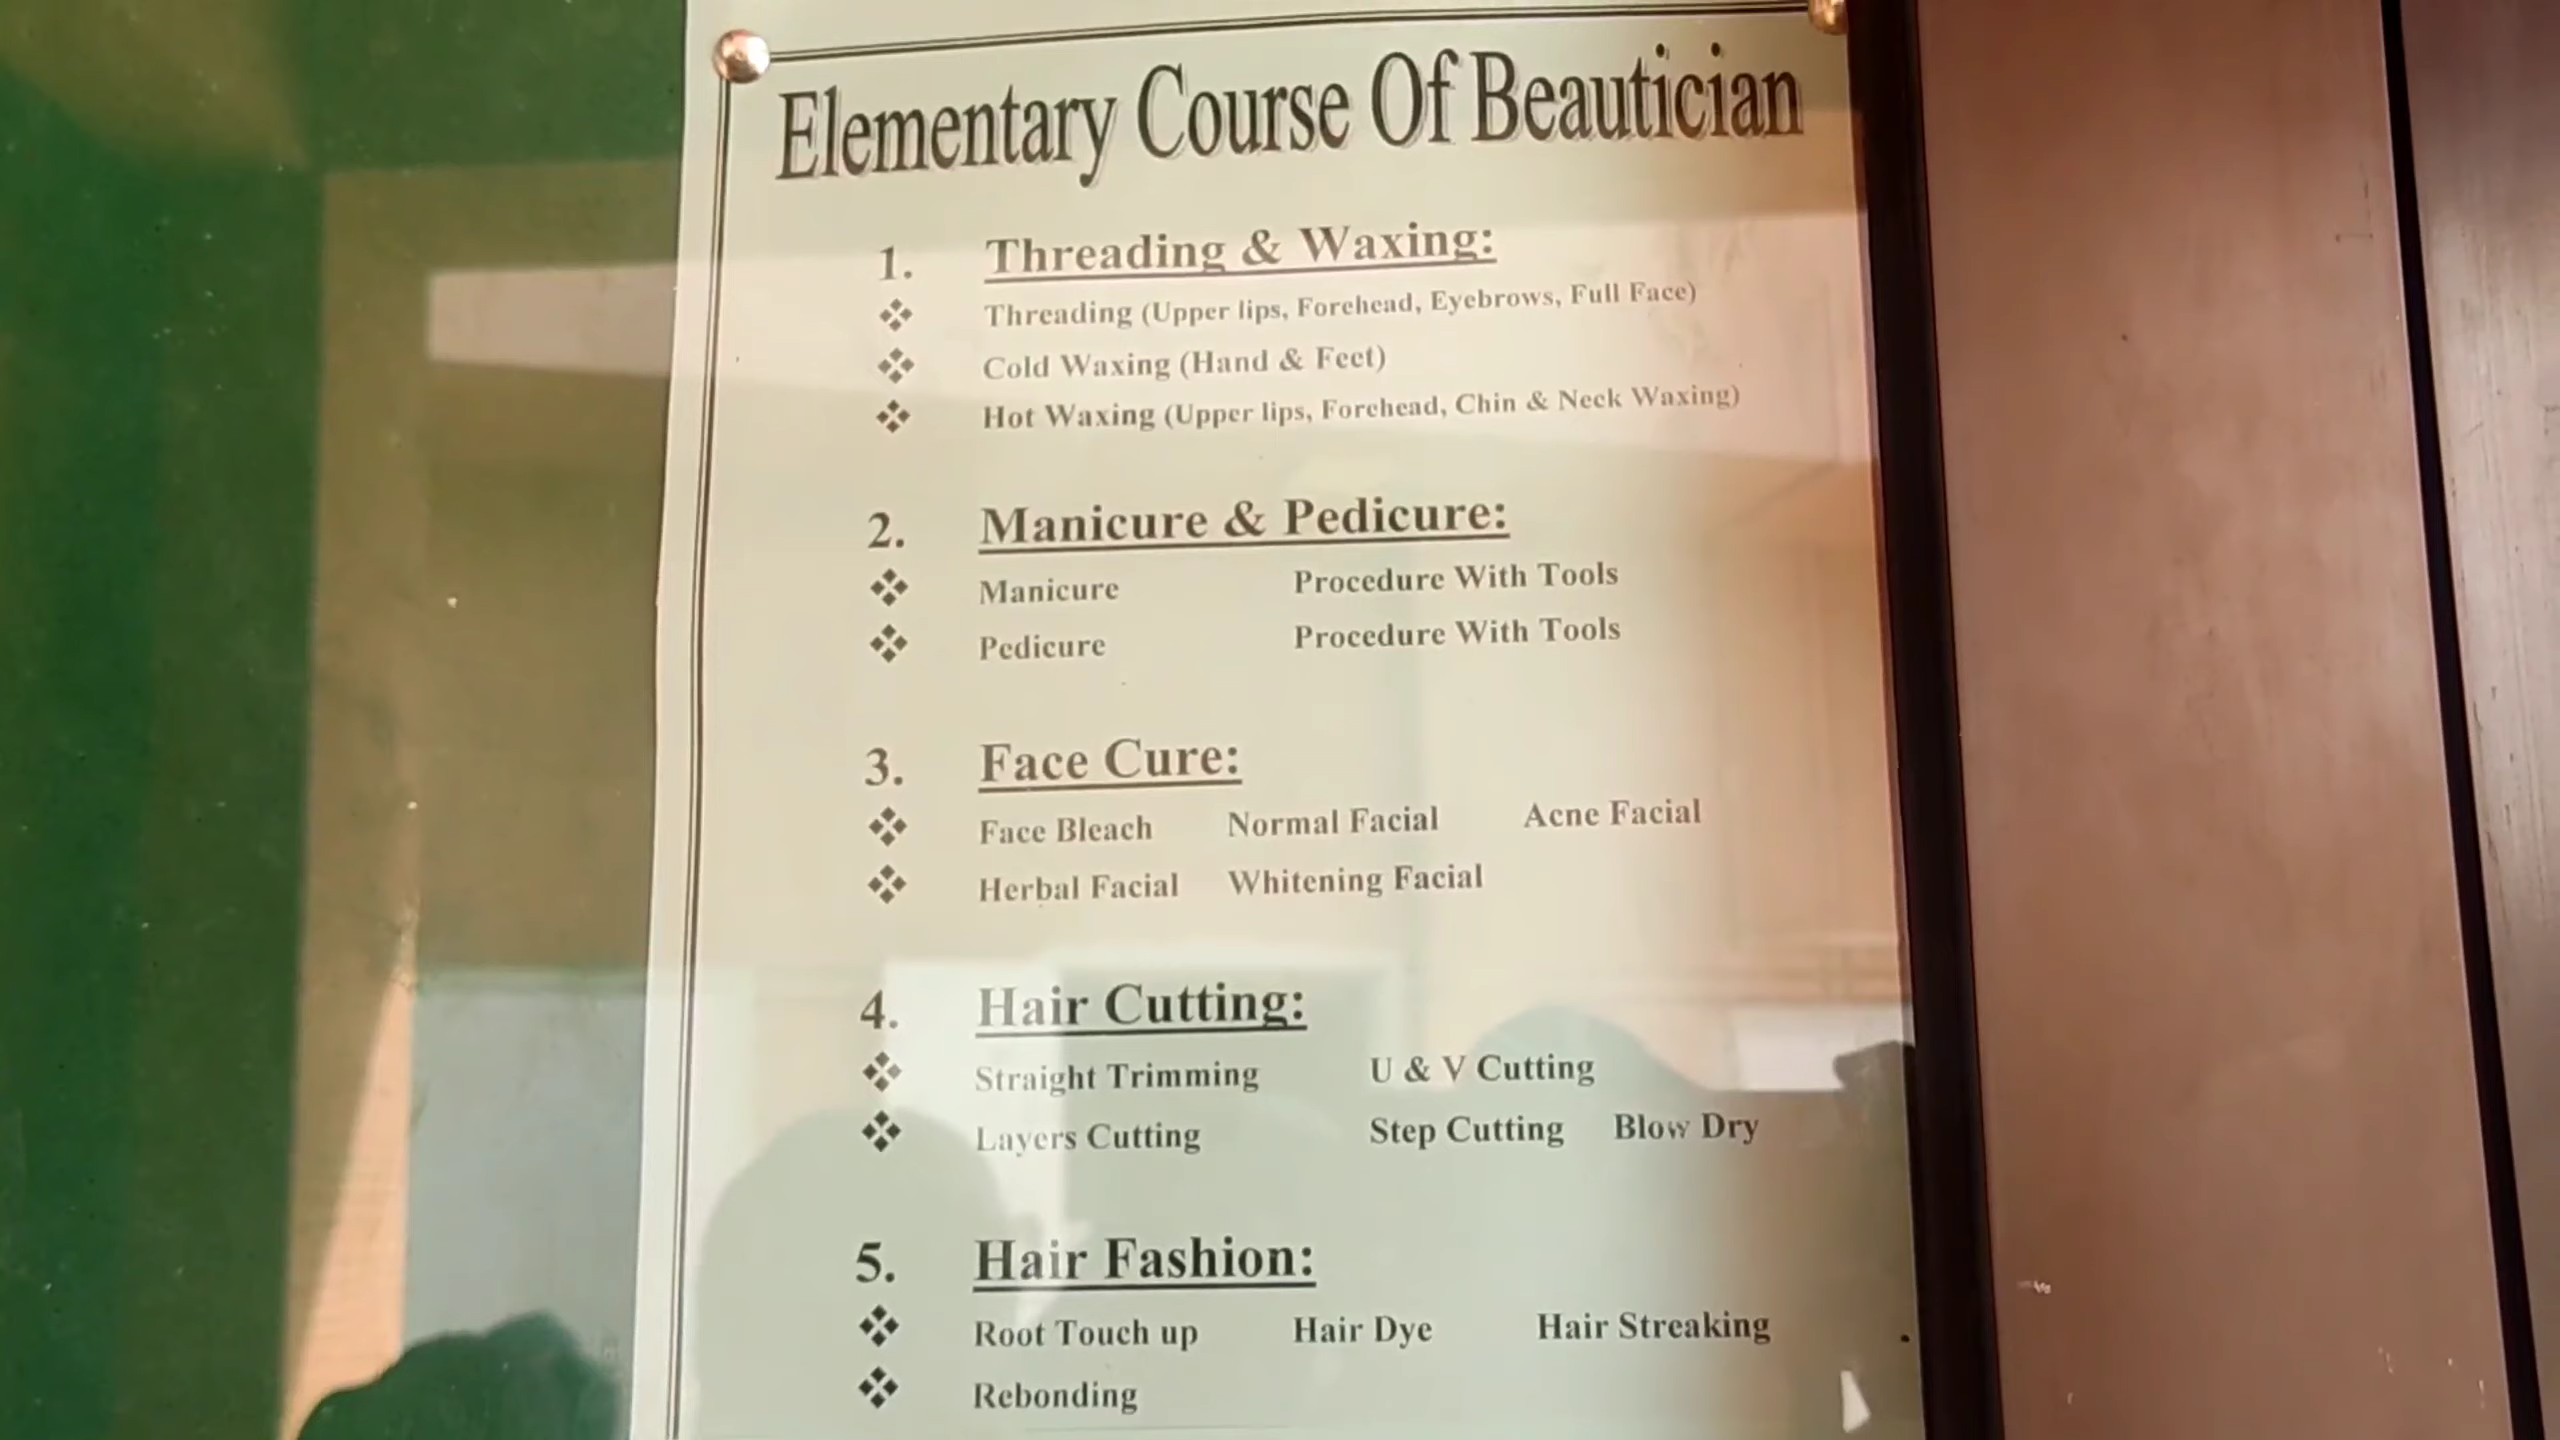 Elementary Course Of Beautician
1. Threading & Waxing:
❖ Threading (Upper lips, Forehead, Eyebrows, Full Face)
❖ Cold Waxing (Hand & Feet)
❖ Hot Waxing (Upper lips, Forehead, Chin & Neck Waxing)
2. Manicure & Pedicure:
❖ Manicure Procedure With Tools
❖ Pedicure Procedure With Tools
3. Face Cure:
❖ Face Bleach Normal Facial Acne Facial
❖ Herbal Facial Whitening Facial
4. Hair Cutting:
❖ Straight Trimming U & V Cutting
❖ Layers Cutting Step Cutting Blow Dry
5. Hair Fashion:
❖ Root Touch up Hair Dye Hair Streaking
❖ Rebonding